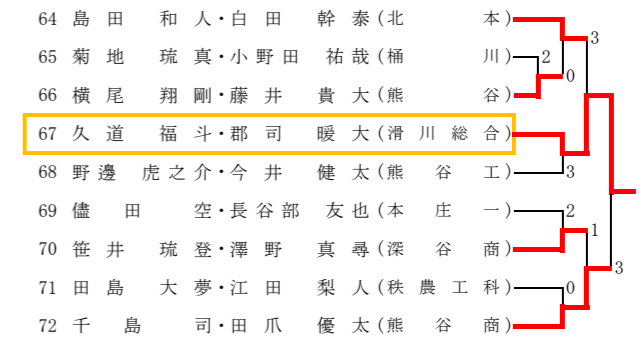 64 島田 和人・白田 幹泰(北本) 3
65 菊地 琉真・小野田 祐哉(桶川) 2
0
66 横尾 翔剛・藤井 貴大(熊谷)
67 久道 福斗・郡司 暖大(滑川総合)
68 野邊 虎之介・今井 健太(熊谷工) 3
69 儘田 空・長谷部 友也(本庄一) 2
1
70 笹井 琉登・澤野 真尋(深谷商)
3
71 田島 大夢・江田 梨人(秩農工科) 0
72 千島 司・田爪 優太(熊谷商)